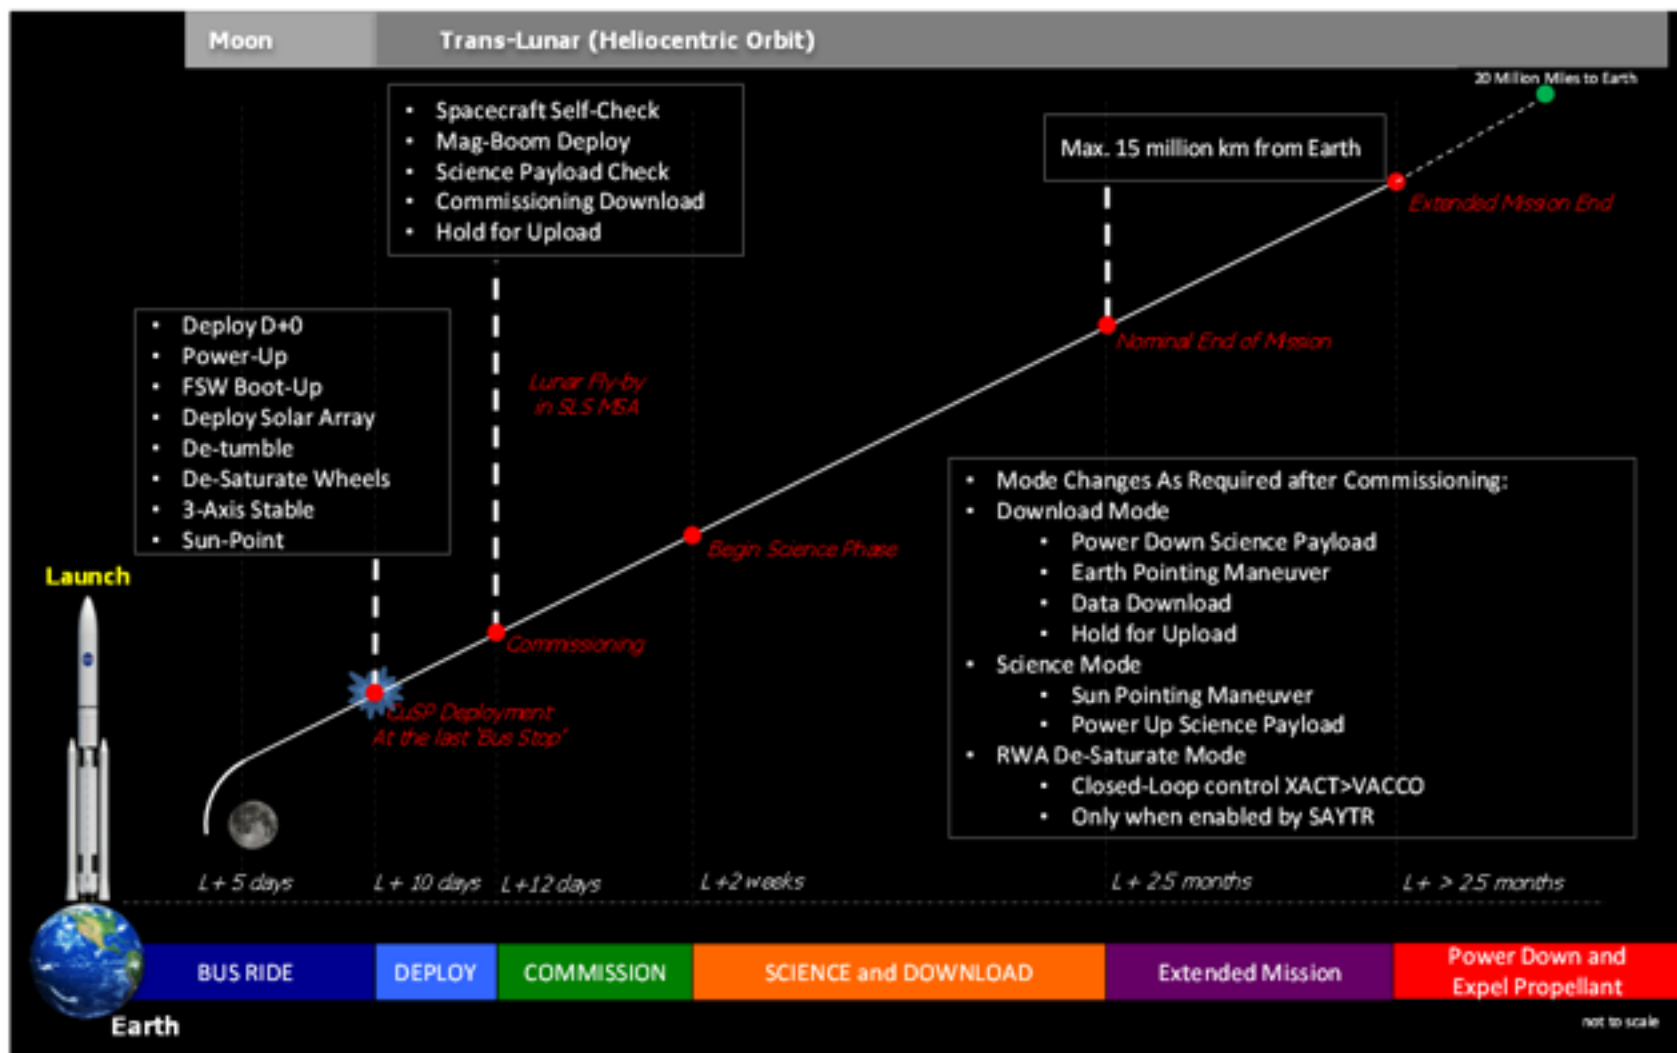 Moon
Trans-Lunar (Heliocentric Orbit)
20 Million Miles to Earth
• Spacecraft Self-Check
• Mag-Boom Deploy
• Science Payload Check
• Commissioning Download
• Hold for Upload
Max. 15 million km from Earth
Extended Mission End
• Deploy D+0
• Power-Up
• FSW Boot-Up
• Deploy Solar Array
• De-tumble
• De-Saturate Wheels
• 3-Axis Stable
• Sun-Point
Lunar Fly-by
in SLS MSA
Nominal End of Mission
• Mode Changes As Required after Commissioning:
• Download Mode
• Power Down Science Payload
• Earth Pointing Maneuver
• Data Download
• Hold for Upload
• Science Mode
• Sun Pointing Maneuver
• Power Up Science Payload
• RWA De-Saturate Mode
• Closed-Loop control XACT>VACCO
• Only when enabled by SAYTR
Begin Science Phase
Launch
Commissioning
CuSP Deployment
At the last 'Bus Stop'
L+ 5 days
L+ 10 days
L+12 days
L+2 weeks
L+ 2.5 months
L+ > 2.5 months
BUS RIDE
DEPLOY
COMMISSION
SCIENCE and DOWNLOAD
Extended Mission
Power Down and
Expel Propellant
Earth
not to scale